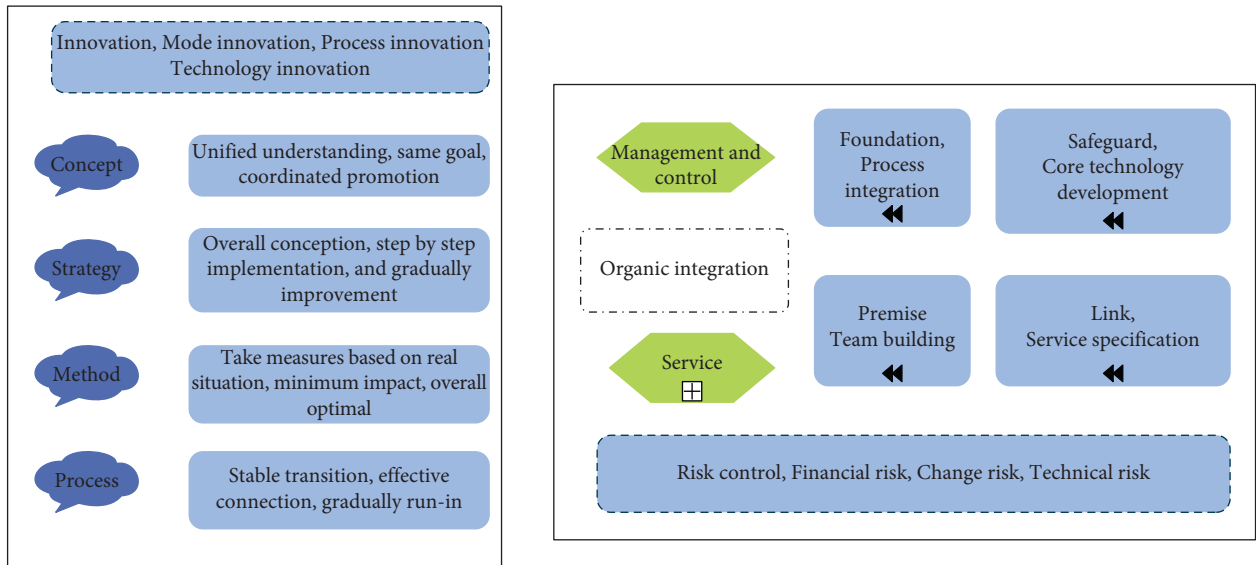 Innovation, Mode innovation, Process innovation
Technology innovation
Concept
Unified understanding, same goal,
coordinated promotion
Strategy
Overall conception, step by step
implementation, and gradually
improvement
Method
Take measures based on real
situation, minimum impact, overall
optimal
Process
Stable transition, effective
connection, gradually run-in
Management and
control
Foundation,
Process
integration
Safeguard,
Core technology
development
Organic integration
Service
Premise
Team building
Link,
Service specification
Risk control, Financial risk, Change risk, Technical risk